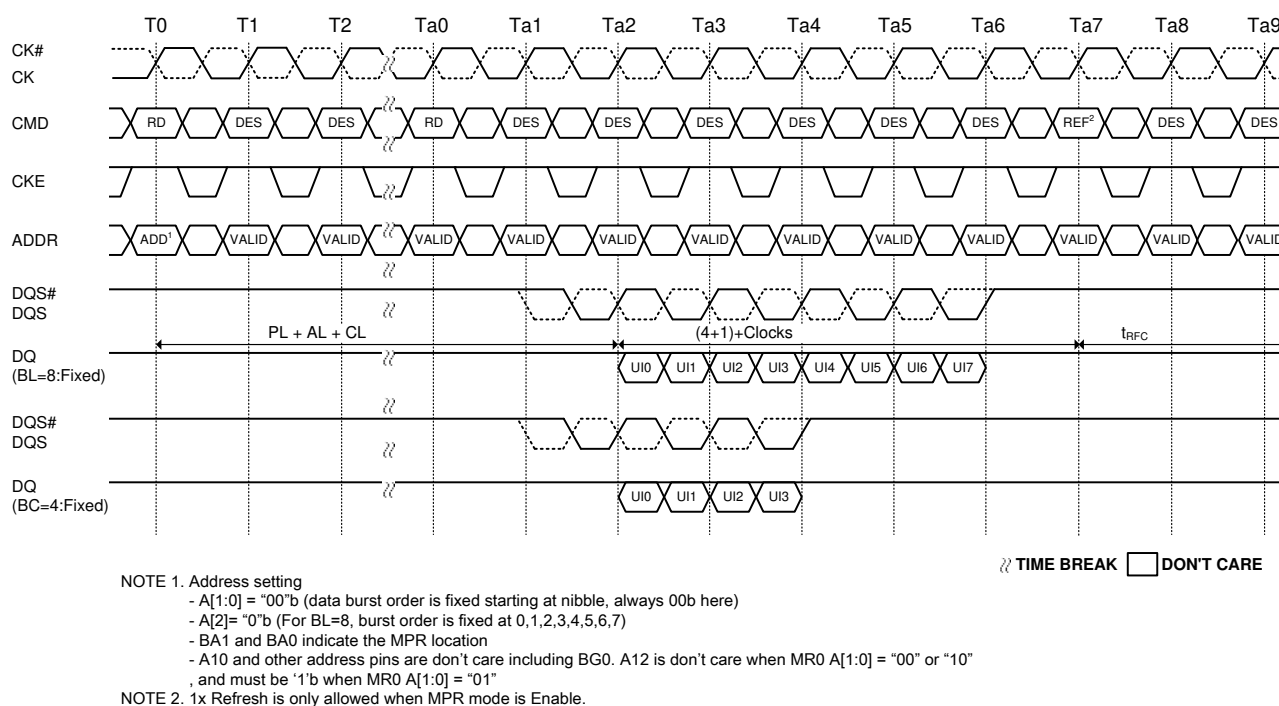 T0 T1 T2 Ta0 Ta1 Ta2 Ta3 Ta4 Ta5 Ta6 Ta7 Ta8 Ta9
CK#
CK
CMD RD DES DES RD DES DES DES DES DES DES REF2 DES DES
CKE
ADDR ADD1 VALID VALID VALID VALID VALID VALID VALID VALID VALID VALID VALID VALID
DQS#
DQS
PL + AL + CL (4+1)+Clocks tRFC
DQ
(BL=8:Fixed) UI0 UI1 UI2 UI3 UI4 UI5 UI6 UI7
DQS#
DQS
DQ
(BC=4:Fixed) UI0 UI1 UI2 UI3
TIME BREAK DON'T CARE
NOTE 1. Address setting
- A[1:0] = “00”b (data burst order is fixed starting at nibble, always 00b here)
- A[2]= “0”b (For BL=8, burst order is fixed at 0,1,2,3,4,5,6,7)
- BA1 and BA0 indicate the MPR location
- A10 and other address pins are don’t care including BG0. A12 is don’t care when MR0 A[1:0] = “00” or “10”
, and must be ‘1’b when MR0 A[1:0] = “01”
NOTE 2. 1x Refresh is only allowed when MPR mode is Enable.